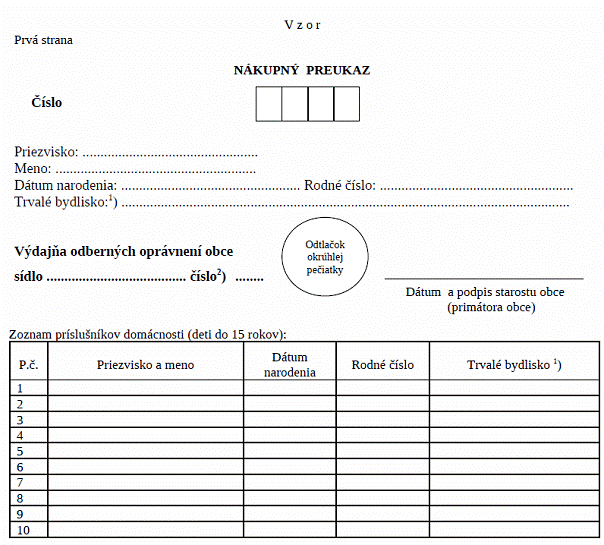 V z o r
Prvá strana
NÁKUPNÝ PREUKAZ
Číslo
Priezvisko: .................................................
Meno: ........................................................
Dátum narodenia: .................................................. Rodné číslo: ......................................................
Trvalé bydlisko:¹) .............................................................................................................................
Výdajňa odberných oprávnení obce
sídlo ......................................... číslo²) ........
Odtlačok
okrúhlej
pečiatky
Dátum a podpis starostu obce
(primátora obce)
Zoznam príslušníkov domácnosti (deti do 15 rokov):
P.č. Priezvisko a meno Dátum narodenia Rodné číslo Trvalé bydlisko ¹)
1
2
3
4
5
6
7
8
9
10